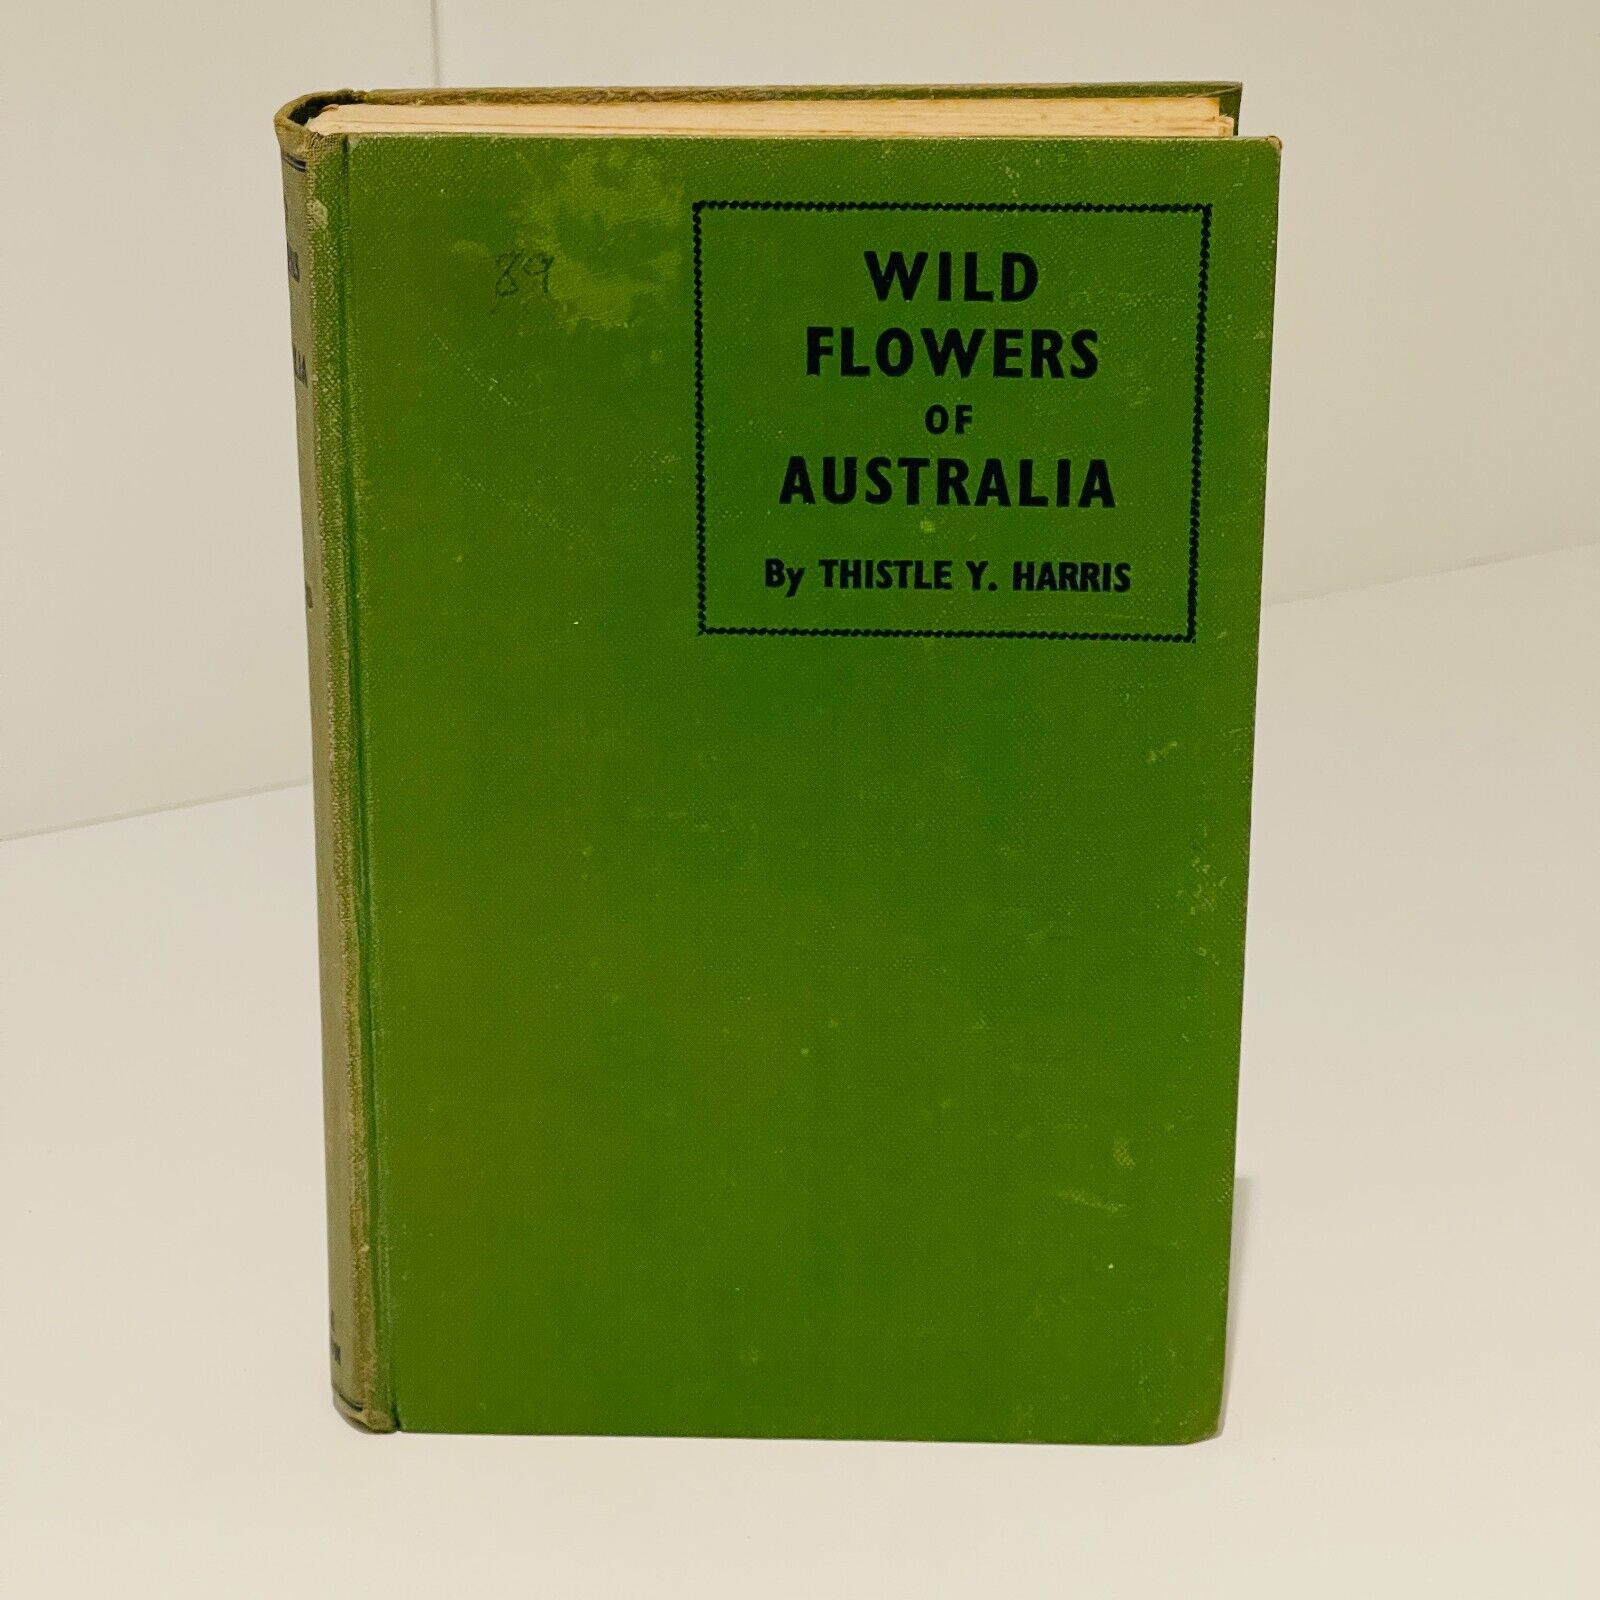 89
WILD
FLOWERS
OF
AUSTRALIA
By THISTLE Y. HARRIS